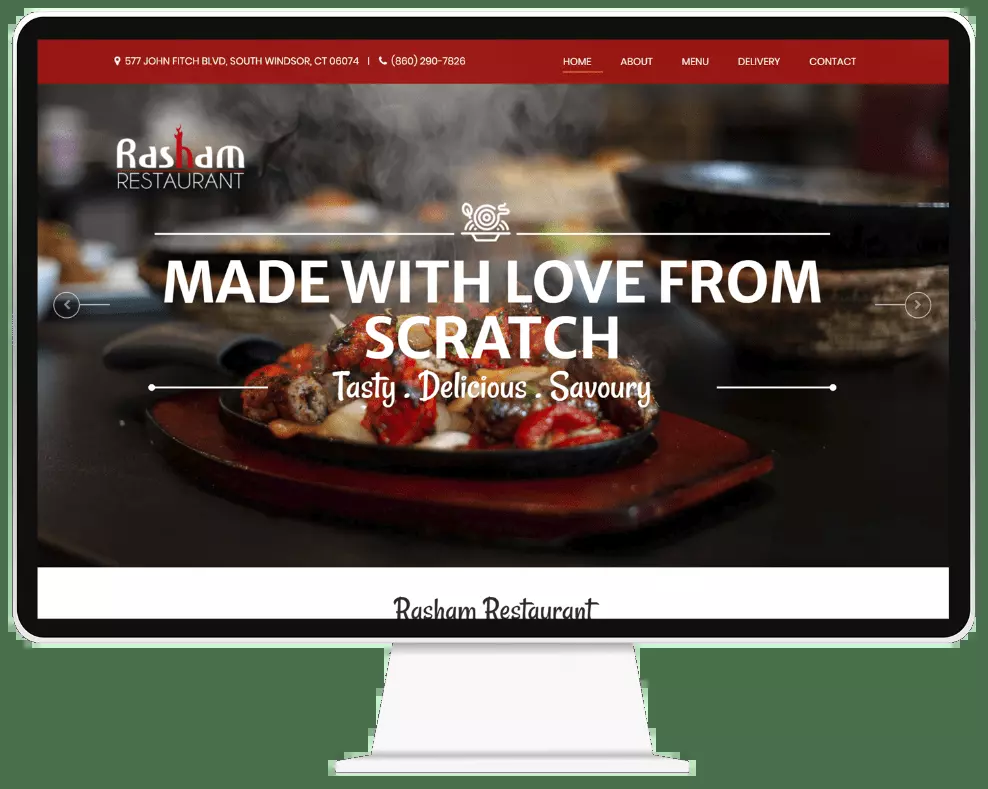 577 JOHN FITCH BLVD, SOUTH WINDSOR, CT 06074 | (860) 290-7826
HOME ABOUT MENU DELIVERY CONTACT
Rasham
RESTAURANT
MADE WITH LOVE FROM
SCRATCH
Tasty . Delicious . Savoury
Rasham Restaurant